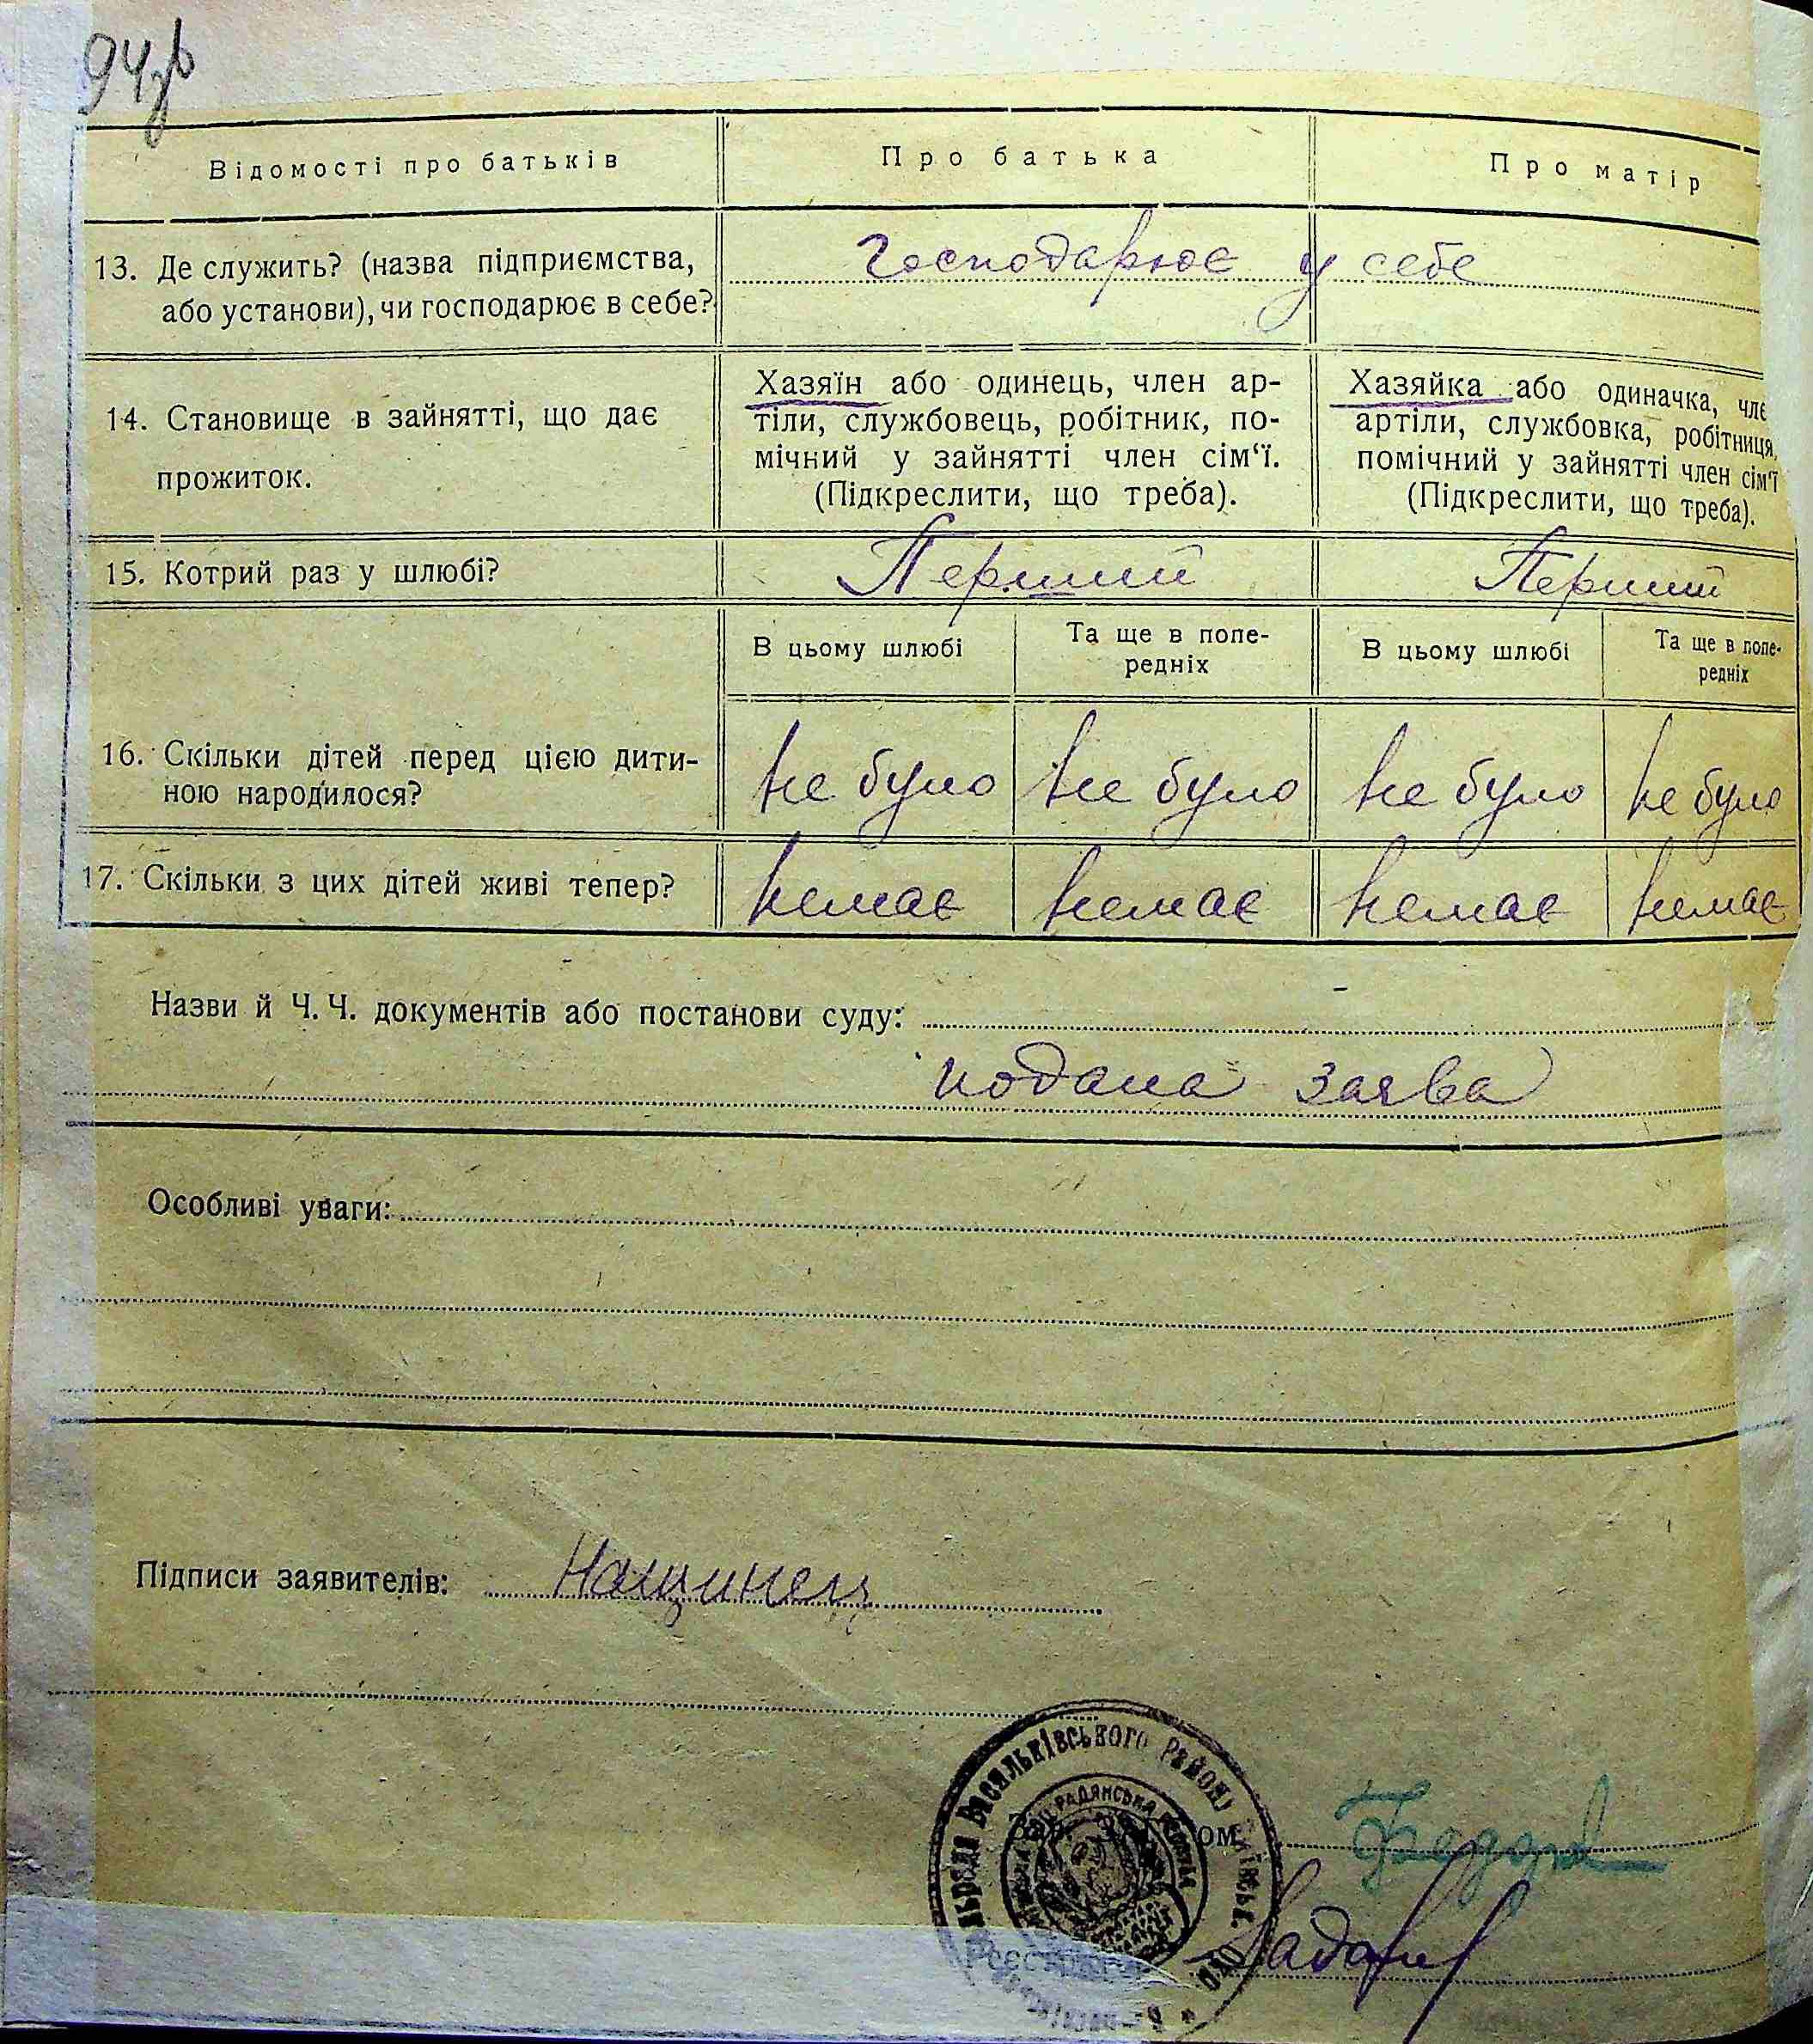 94зв
Відомості про батьків
Про батька
Про матір
13. Де служить? (назва підприємства,
або установи), чи господарює в себе?
Господарює у себе
14. Становище в зайнятті, що дає
прожиток.
Хазяїн або одинець, член ар-
тіли, службовець, робітник, по-
мічний у зайнятті член сім‘ї.
(Підкреслити, що треба).
Хазяйка або одиначка, чле
артіли, службовка, робітниця,
помічний у зайнятті член сім‘ї
(Підкреслити, що треба).
15. Котрий раз у шлюбі?
Перший
Перший
В цьому шлюбі
Та ще в попе-
редніх
В цьому шлюбі
Та ще в попе-
редніх
16. Скільки дітей перед цією дити-
ною народилося?
не було
не було
не було
не було
17. Скільки з цих дітей живі тепер?
немає
немає
немає
немає
Назви й Ч. Ч. документів або постанови суду:
подана заява
Особливі уваги:
Підписи заявителів: Нащинець
Васильківського району